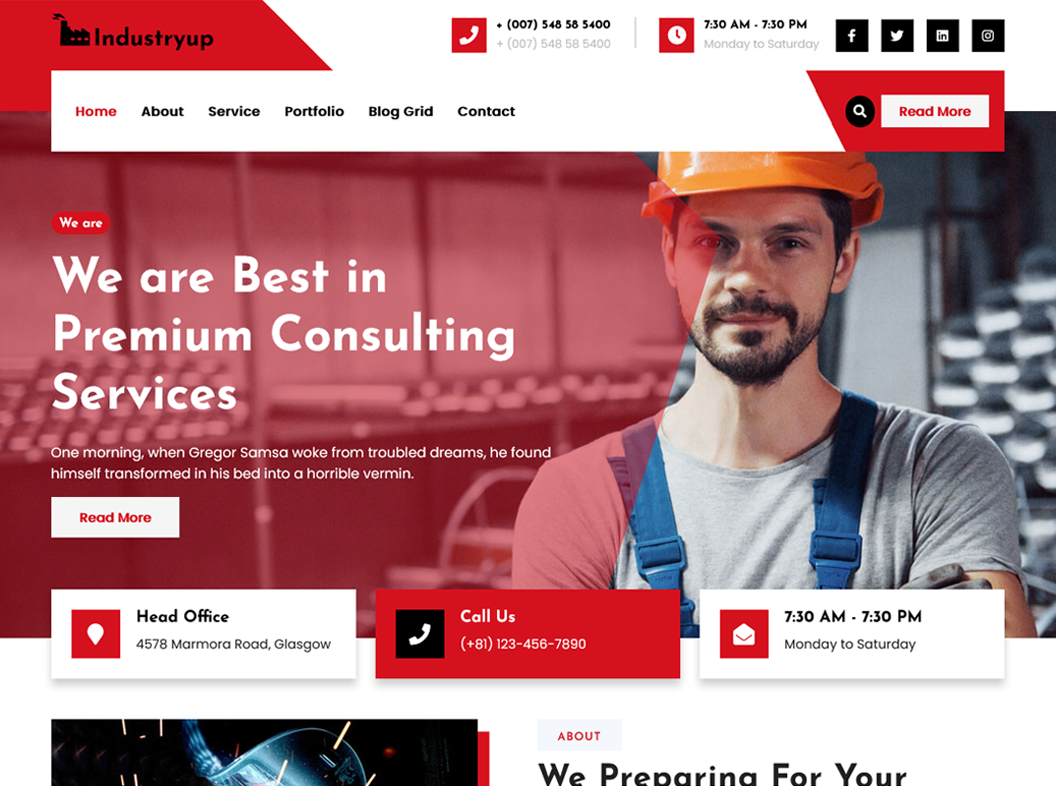 Industryup
+ (007) 548 58 5400
+ (007) 548 58 5400
7:30 AM - 7:30 PM
Monday to Saturday
Home About Service Portfolio Blog Grid Contact
Read More
We are
We are Best in
Premium Consulting
Services
One morning, when Gregor Samsa woke from troubled dreams, he found
himself transformed in his bed into a horrible vermin.
Read More
Head Office
4578 Marmora Road, Glasgow
Call Us
(+81) 123-456-7890
7:30 AM - 7:30 PM
Monday to Saturday
ABOUT
We Preparing For Your